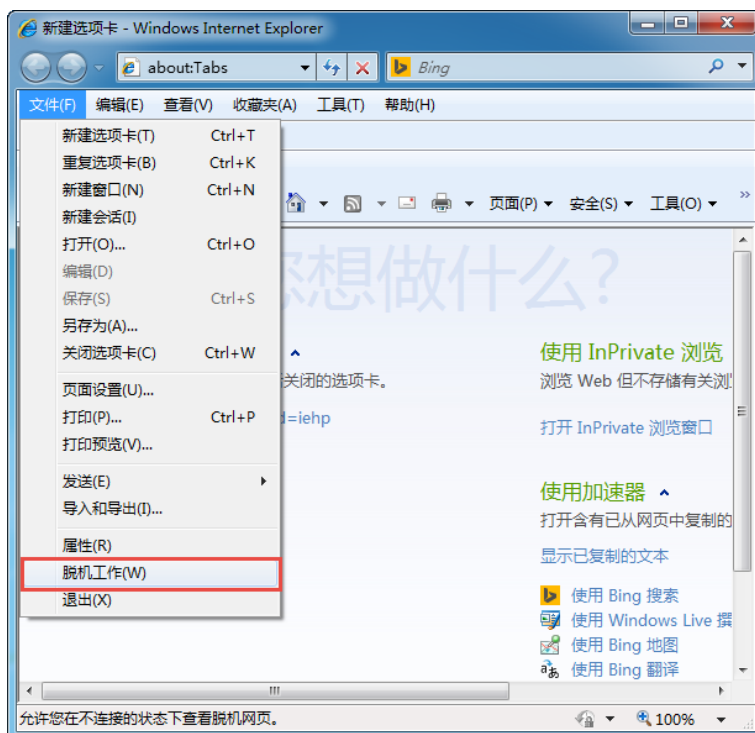 新建选项卡 - Windows Internet Explorer
about:Tabs
Bing
文件(F) 编辑(E) 查看(V) 收藏夹(A) 工具(T) 帮助(H)
新建选项卡(T) Ctrl+T
重复选项卡(B) Ctrl+K
新建窗口(N) Ctrl+N
页面(P) 安全(S) 工具(O)
新建会话(I)
打开(O)... Ctrl+O
想做什么?
编辑(D)
保存(S) Ctrl+S
另存为(A)...
关闭选项卡(C) Ctrl+W
使用 InPrivate 浏览
关闭的选项卡。
浏览 Web 但不存储有关浏
页面设置(U)...
打印(P)... Ctrl+P
=iehp
打开 InPrivate 浏览窗口
打印预览(V)...
发送(E)
使用加速器
导入和导出(I)...
打开含有已从网页中复制的
属性(R)
显示已复制的文本
脱机工作(W)
退出(X)
使用 Bing 搜索
使用 Windows Live 撰
使用 Bing 地图
使用 Bing 翻译
允许您在不连接的状态下查看脱机网页。
100%